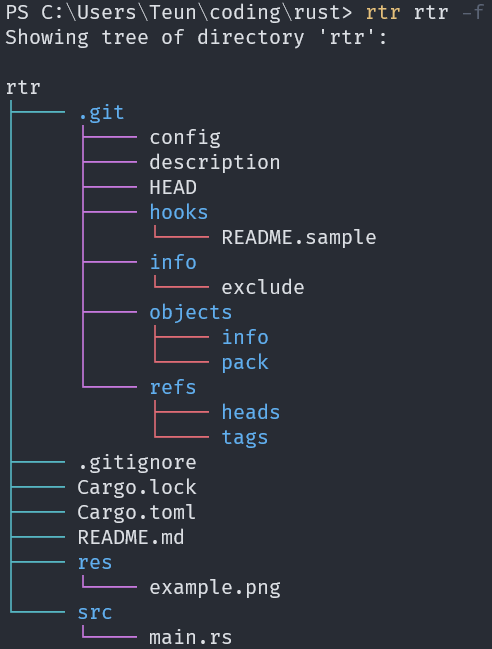 PS C:\Users\Teun\coding\rust> rtr rtr -f
Showing tree of directory 'rtr':
rtr
.git
config
description
HEAD
hooks
README.sample
info
exclude
objects
info
pack
refs
heads
tags
.gitignore
Cargo.lock
Cargo.toml
README.md
res
example.png
src
main.rs